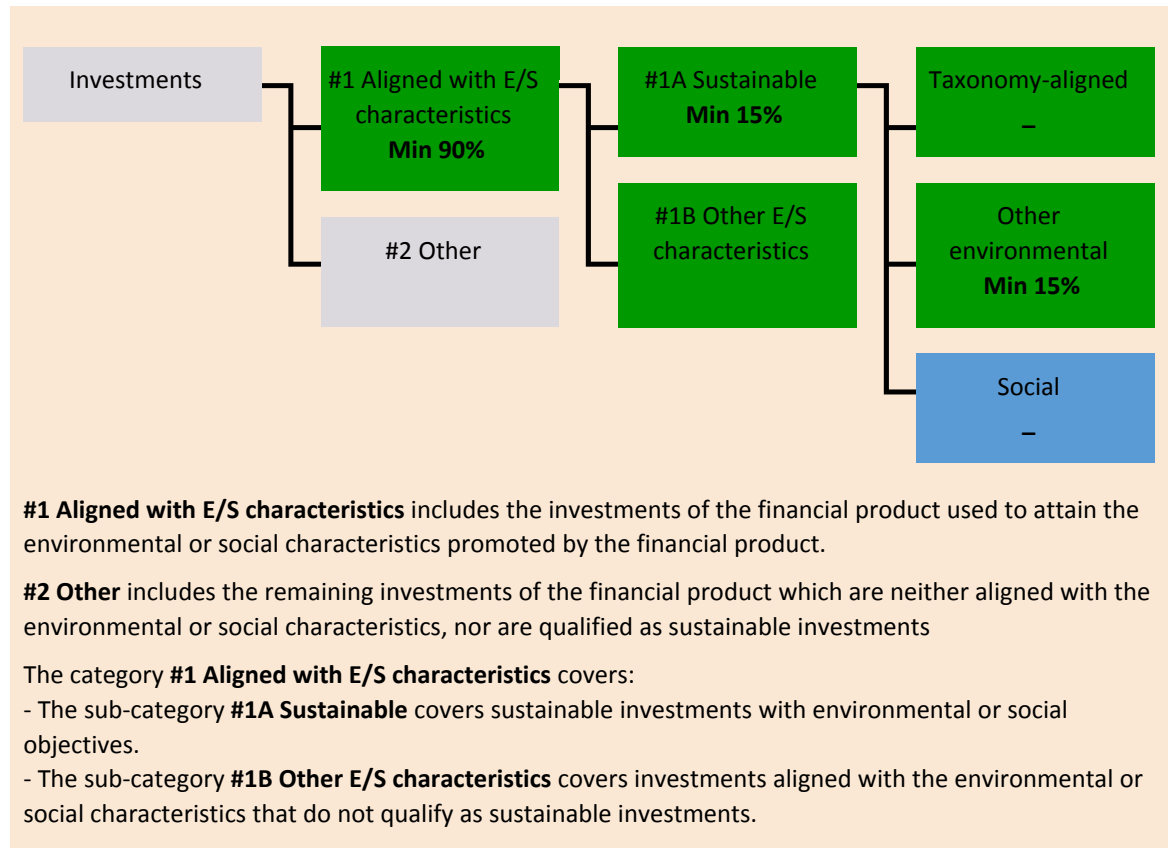 Investments
#1 Aligned with E/S
characteristics
Min 90%
#2 Other
#1A Sustainable
Min 15%
#1B Other E/S
characteristics
Taxonomy-aligned
–
Other
environmental
Min 15%
Social
–
#1 Aligned with E/S characteristics includes the investments of the financial product used to attain the
environmental or social characteristics promoted by the financial product.
#2 Other includes the remaining investments of the financial product which are neither aligned with the
environmental or social characteristics, nor are qualified as sustainable investments
The category #1 Aligned with E/S characteristics covers:
- The sub-category #1A Sustainable covers sustainable investments with environmental or social
objectives.
- The sub-category #1B Other E/S characteristics covers investments aligned with the environmental or
social characteristics that do not qualify as sustainable investments.